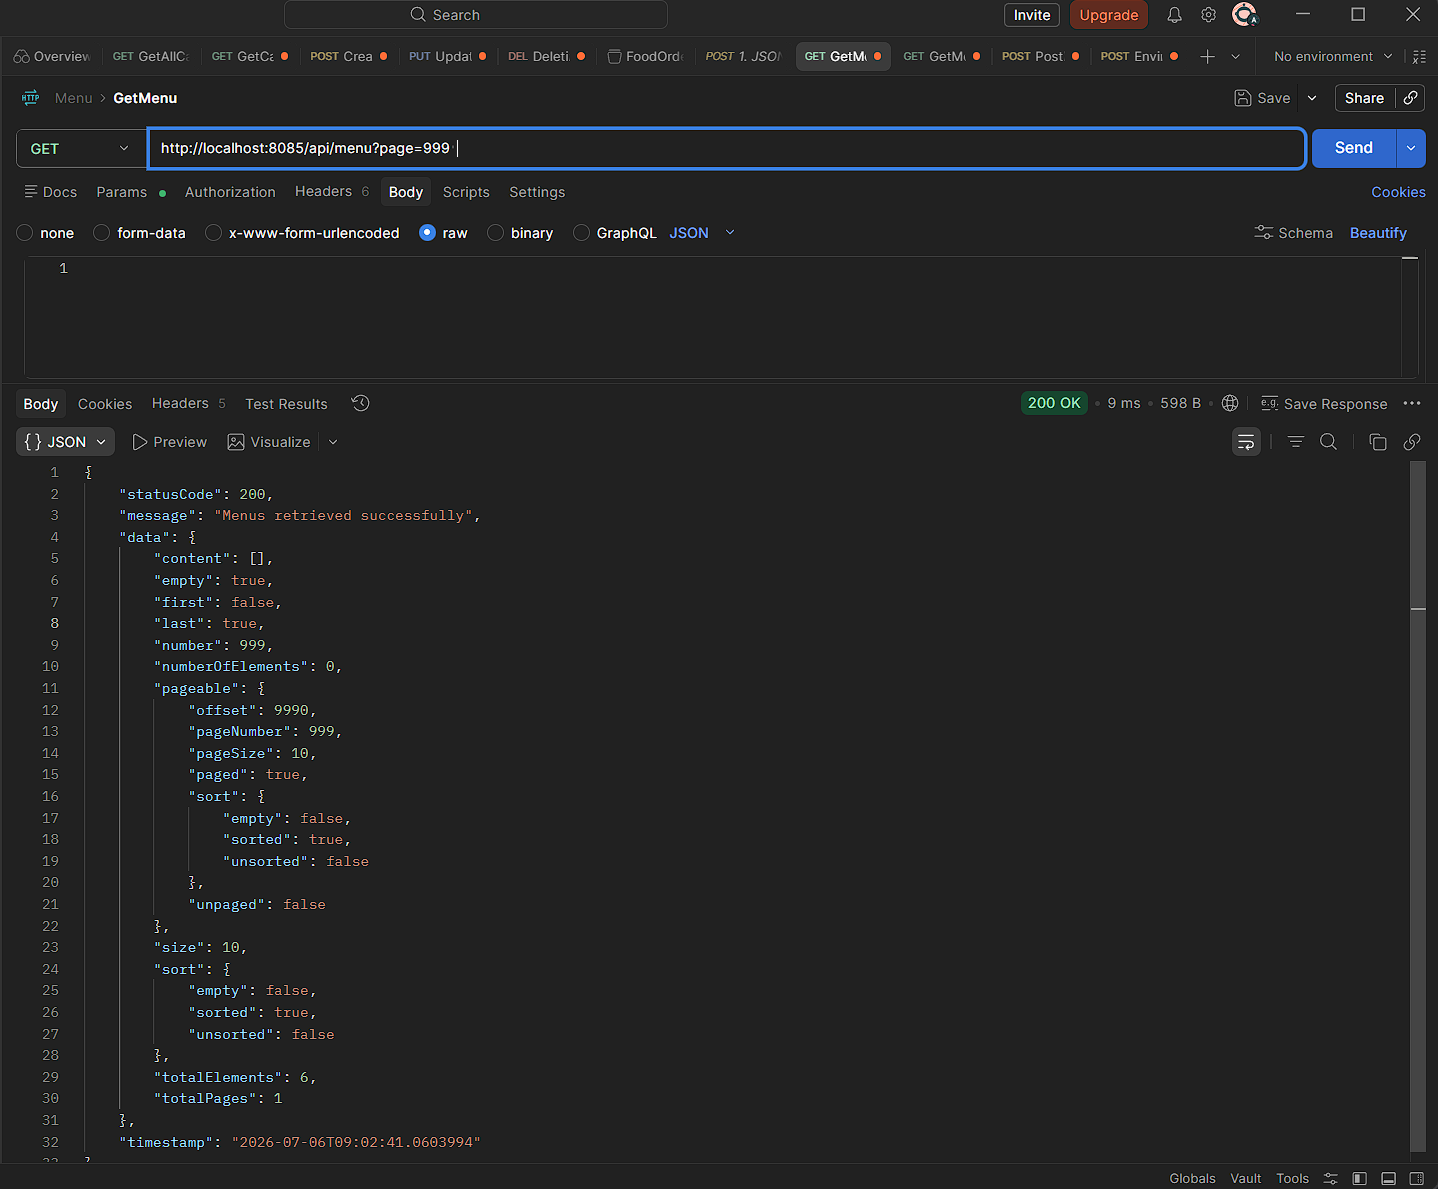 Search
Invite
Upgrade
Overview
GET GetAllCa
GET GetCa
POST Crea
PUT Updat
DEL Deleti
FoodOrde
POST 1. JSON
GET GetMe
GET GetMe
POST Post
POST Envi
No environment
HTTP Menu > GetMenu
Save
Share
GET
http://localhost:8085/api/menu?page=999
Send
Docs
Params
Authorization
Headers 6
Body
Scripts
Settings
Cookies
none
form-data
x-www-form-urlencoded
raw
binary
GraphQL
JSON
Schema
Beautify
1
Body
Cookies
Headers 5
Test Results
200 OK • 9 ms • 598 B •
e.g. Save Response
{} JSON
Preview
Visualize
1 {
2 "statusCode": 200,
3 "message": "Menus retrieved successfully",
4 "data": {
5 "content": [],
6 "empty": true,
7 "first": false,
8 "last": true,
9 "number": 999,
10 "numberOfElements": 0,
11 "pageable": {
12 "offset": 9990,
13 "pageNumber": 999,
14 "pageSize": 10,
15 "paged": true,
16 "sort": {
17 "empty": false,
18 "sorted": true,
19 "unsorted": false
20 },
21 "unpaged": false
22 },
23 "size": 10,
24 "sort": {
25 "empty": false,
26 "sorted": true,
27 "unsorted": false
28 },
29 "totalElements": 6,
30 "totalPages": 1
31 },
32 "timestamp": "2026-07-06T09:02:41.0603994"
Globals
Vault
Tools